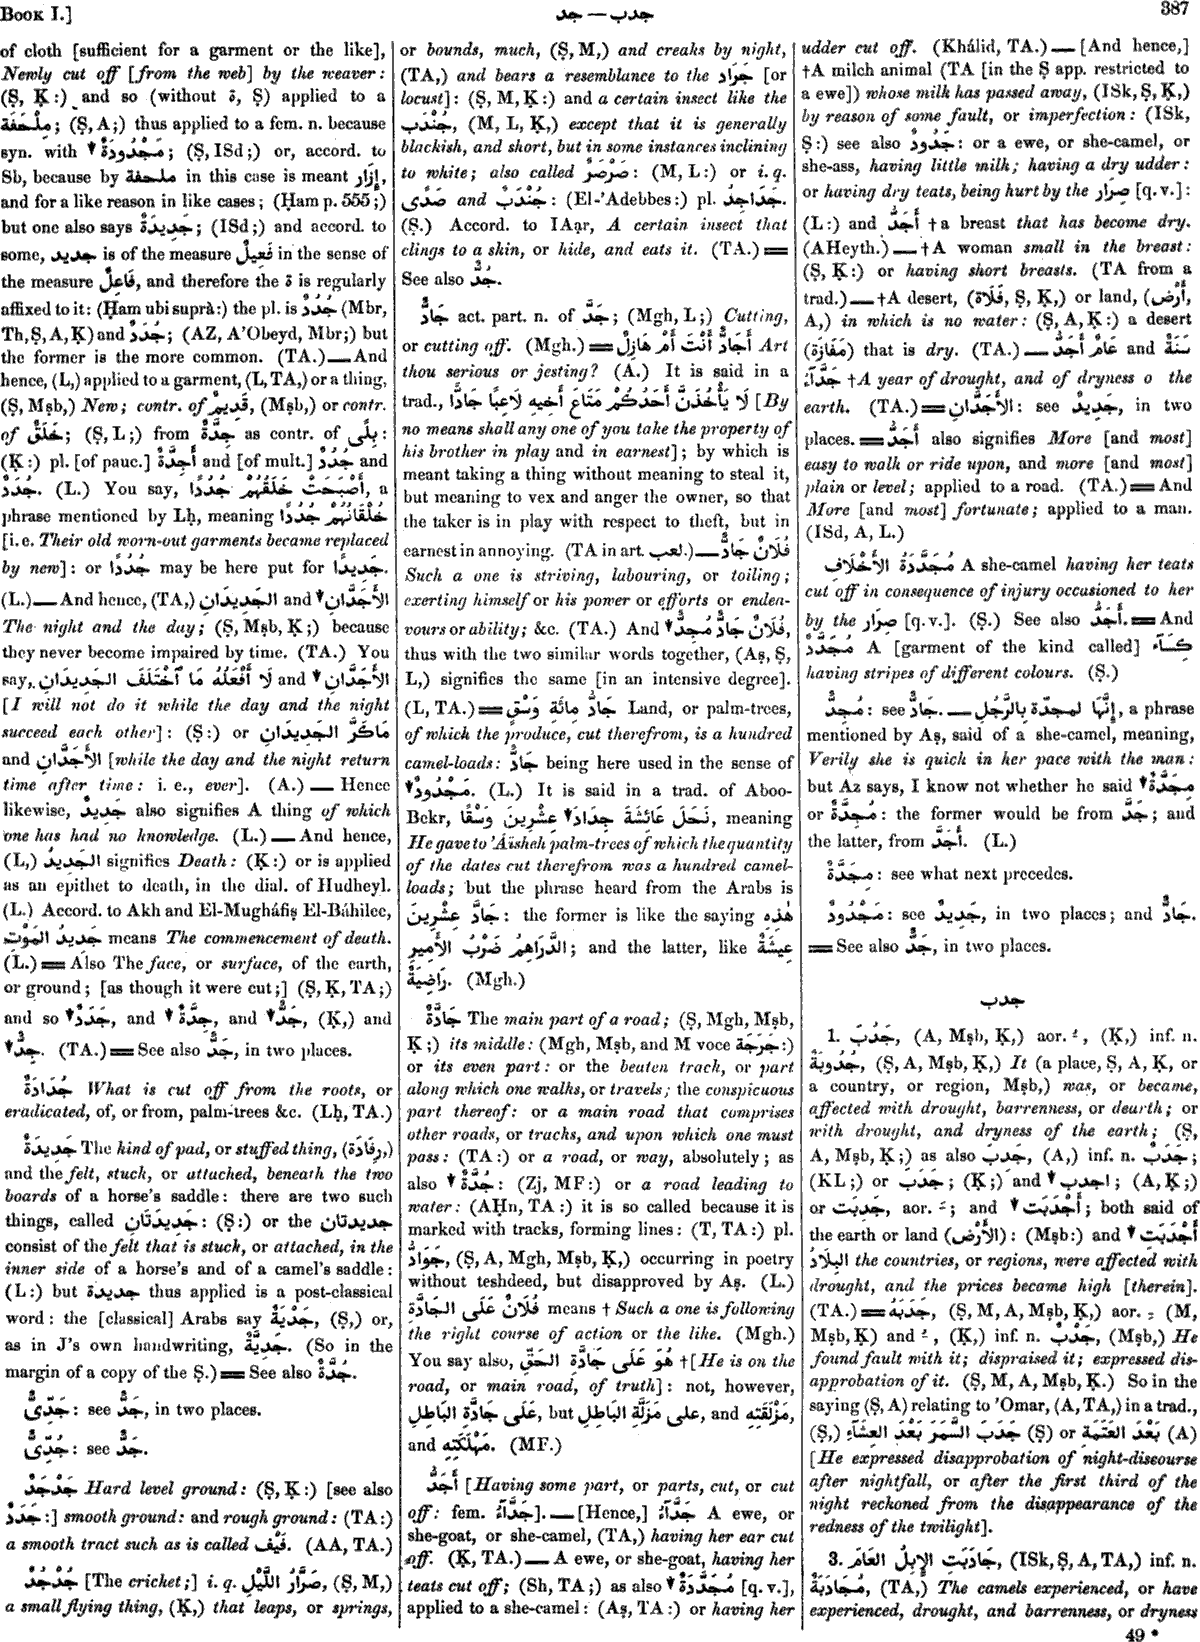 BOOK I.]
جدب — جد
387
of cloth [sufficient for a garment or the like],
Newly cut off [from the web] by the weaver :
(Ṣ, Ḳ:) and so (without ة, Ṣ) applied to a
مِلْحَفَة; (Ṣ, A;) thus applied to a fem. n. because
syn. with ▼ مَجْدُودَةٌ; (Ṣ, ISd;) or, accord. to
Sb, because by ملحفة in this case is meant إِزَار,
and for a like reason in like cases; (Ḥam p. 555;)
but one also says جَدِيدَةٌ; (ISd;) and accord. to
some, جديد is of the measure فَعِيلٌ in the sense of
the measure فَاعِلٌ, and therefore the ة is regularly
affixed to it: (Ḥam ubi suprà:) the pl. is جُدُدٌ (Mbr,
Th, Ṣ, A, Ḳ) and جُدَدٌ; (AZ, A'Obeyd, Mbr;) but
the former is the more common. (TA.) — And
hence, (L,) applied to a garment, (L, TA,) or a thing,
(Ṣ, Mṣb,) New; contr. of قَدِيمٌ, (Mṣb,) or contr.
of خَلَقٌ; (Ṣ, L;) from جِدَّةٌ as contr. of بِلًى :
(Ḳ:) pl. [of pauc.] أَجِدَّةٌ and [of mult.] جُدُدٌ and
جُدَدٌ. (L.) You say, أَصْبَحَتْ خَلَقُهُمْ جُدُدًا, a
phrase mentioned by Lḥ, meaning خُلْقَانُهُمْ جُدُدًا
[i. e. Their old worn-out garments became replaced
by new]: or جُدُدًا may be here put for جَدِيدًا.
(L.) — And hence, (TA,) الجَدِيدَانِ and ▼ الأَجَدَّانِ
The night and the day; (Ṣ, Mṣb, Ḳ;) because
they never become impaired by time. (TA.) You
say, لَا أَفْعَلُهُ مَا ٱخْتَلَفَ الجَدِيدَانِ and ▼ الأَجَدَّانِ
[I will not do it while the day and the night
succeed each other]: (Ṣ:) or مَاكَرَّ الجَدِيدَانِ
and الأَجَدَّانِ [while the day and the night return
time after time: i. e., ever]. (A.) — Hence
likewise, جَدِيدٌ also signifies A thing of which
one has had no knowledge. (L.) — And hence,
(L,) الجَدِيدُ signifies Death: (Ḳ:) or is applied
as an epithet to death, in the dial. of Hudheyl.
(L.) Accord. to Akh and El-Mugháfiṣ El-Báhilee,
جَدِيدُ المَوْتِ means The commencement of death.
(L.) = Also The face, or surface, of the earth,
or ground; [as though it were cut;] (Ṣ, Ḳ, TA;)
and so ▼ جَدَدٌ, and ▼ جِدَّةٌ, and ▼ جَدٌّ, (Ḳ,) and
▼ جِدٌّ. (TA.) = See also جَدٌّ, in two places.
جُدَادَةٌ What is cut off from the roots, or
eradicated, of, or from, palm-trees &c. (Lḥ, TA.)
جَدِيدَةٌ The kind of pad, or stuffed thing, (رِفَادَة,)
and the felt, stuck, or attached, beneath the two
boards of a horse's saddle: there are two such
things, called جَدِيدَتَانِ: (Ṣ:) or the جديدتان
consist of the felt that is stuck, or attached, in the
inner side of a horse's and of a camel's saddle:
(L:) but جديدة thus applied is a post-classical
word: the [classical] Arabs say جَدْيَةٌ, (Ṣ,) or,
as in J's own handwriting, جَدِيَّةٌ. (So in the
margin of a copy of the Ṣ.) = See also جُدَّةٌ.
جَدِّىٌّ: see جَدٌّ, in two places.
جُدِّىٌّ: see جَدٌّ.
جَدْجَدٌ Hard level ground: (Ṣ, Ḳ:) [see also
جَدَدٌ:] smooth ground: and rough ground: (TA:)
a smooth tract such as is called فَيْف. (AA, TA.)
جُدْجُدٌ [The cricket;] i. q. صَرَّارُ اللَّيْلِ, (Ṣ, M,)
a small flying thing, (Ḳ,) that leaps, or springs,
or bounds, much, (Ṣ, M,) and creaks by night,
(TA,) and bears a resemblance to the جَرَاد [or
locust]: (Ṣ, M, Ḳ:) and a certain insect like the
جُنْدَب, (M, L, Ḳ,) except that it is generally
blackish, and short, but in some instances inclining
to white; also called صَرْصَرٌ: (M, L:) or i. q.
صَدًى and جُنْدَبٌ: (El-'Adebbes:) pl. جَدَاجِدُ.
(Ṣ.) Accord. to IAạr, A certain insect that
clings to a skin, or hide, and eats it. (TA.) =
See also جُدٌّ.
جَادٌّ act. part. n. of جَدَّ; (Mgh, L;) Cutting,
or cutting off. (Mgh.) = أَجَادٌّ أَنْتَ أَمْ هَازِلٌ Art
thou serious or jesting? (A.) It is said in a
trad., لَا يَأْخُذَنَّ أَحَدُكُمْ مَتَاعَ أَخِيهِ لَاعِبًا جَادًّا [By
no means shall any one of you take the property of
his brother in play and in earnest]; by which is
meant taking a thing without meaning to steal it,
but meaning to vex and anger the owner, so that
the taker is in play with respect to theft, but in
earnest in annoying. (TA in art. لعب.) — فُلَانٌ جَادٌّ
Such a one is striving, labouring, or toiling;
exerting himself or his power or efforts or endea-
vours or ability; &c. (TA.) And ▼ فُلَانٌ جَادٌّ مُجِدٌّ,
thus with the two similar words together, (Aṣ, Ṣ,
L,) signifies the same [in an intensive degree].
(L, TA.) = جَادُّ مِائَةِ وَسْقٍ Land, or palm-trees,
of which the produce, cut therefrom, is a hundred
camel-loads: جَادٌّ being here used in the sense of
▼ مَجْدُودٌ. (L.) It is said in a trad. of Aboo-
Bekr, نَحَلَ عَائِشَةَ جِدَادَ ▼ عِشْرِينَ وَسْقًا, meaning
He gave to 'Áïsheh palm-trees of which the quantity
of the dates cut therefrom was a hundred camel-
loads; but the phrase heard from the Arabs is
جَادَّ عِشْرِينَ: the former is like the saying هٰذِهِ
الدَّرَاهِمُ ضَرْبُ الأَمِيرِ; and the latter, like عِيشَةٌ
رَاضِيَةٌ. (Mgh.)
جَادَّةٌ The main part of a road; (Ṣ, Mgh, Mṣb,
Ḳ;) its middle: (Mgh, Mṣb, and M voce جَرَجَة:)
or its even part: or the beaten track, or part
along which one walks, or travels; the conspicuous
part thereof: or a main road that comprises
other roads, or tracks, and upon which one must
pass: (TA:) or a road, or way, absolutely; as
also ▼ جُدَّةٌ: (Zj, MF:) or a road leading to
water: (AḤn, TA:) it is so called because it is
marked with tracks, forming lines: (T, TA:) pl.
جَوَادُّ, (Ṣ, A, Mgh, Mṣb, Ḳ,) occurring in poetry
without teshdeed, but disapproved by Aṣ. (L.)
فُلَانٌ عَلَى الجَادَّةِ means † Such a one is following
the right course of action or the like. (Mgh.)
You say also, هُوَ عَلَى جَادَّةِ الحَقِّ †[He is on the
road, or main road, of truth]: not, however,
عَلَى جَادَّةِ البَاطِلِ, but على مَزَلَّةِ البَاطِلِ, and مَزْلَقَتِهِ,
and مَهْلَكَتِهِ. (MF.)
أَجَدُّ [Having some part, or parts, cut, or cut
off: fem. جَدَّآءُ]. — [Hence,] جَدَّآءُ A ewe, or
she-goat, or she-camel, (TA,) having her ear cut
off. (Ḳ, TA.) — A ewe, or she-goat, having her
teats cut off; (Sh, TA;) as also ▼ مُجَدَّدَةٌ [q. v.],
applied to a she-camel: (Aṣ, TA:) or having her
udder cut off. (Khálid, TA.) — [And hence,]
†A milch animal (TA [in the Ṣ app. restricted to
a ewe]) whose milk has passed away, (ISk, Ṣ, Ḳ,)
by reason of some fault, or imperfection: (ISk,
Ṣ:) see also جَدُودٌ: or a ewe, or she-camel, or
she-ass, having little milk; having a dry udder:
or having dry teats, being hurt by the صِرَار [q. v.]:
(L:) and أَجَدُّ †a breast that has become dry.
(AHeyth.) — †A woman small in the breast:
(Ṣ, Ḳ:) or having short breasts. (TA from a
trad.) — †A desert, (فَلَاة, Ṣ, Ḳ,) or land, (أَرْض,
A,) in which is no water: (Ṣ, A, Ḳ:) a desert
(مَفَازَة) that is dry. (TA.) — عَامٌ أَجَدُّ and سَنَةٌ
جَدَّآءُ †A year of drought, and of dryness o the
earth. (TA.) = الأَجَدَّانِ: see جَدِيدٌ, in two
places. = أَجَدُّ also signifies More [and most]
easy to walk or ride upon, and more [and most]
plain or level; applied to a road. (TA.) = And
More [and most] fortunate; applied to a man.
(ISd, A, L.)
مُجَدَّدَةُ الأَخْلَافِ A she-camel having her teats
cut off in consequence of injury occasioned to her
by the صِرَار [q. v.]. (Ṣ.) See also أَجَدُّ. = And
مُجَدَّدٌ A [garment of the kind called] كِسَآء
having stripes of different colours. (Ṣ.)
مُجِدٌّ: see جَادٌّ. — إِنَّهَا لمجدّة بِالرَّجُلِ, a phrase
mentioned by Aṣ, said of a she-camel, meaning,
Verily she is quick in her pace with the man:
but Az says, I know not whether he said ▼ مِجَدَّةٌ
or مُجِدَّةٌ: the former would be from جَدَّ; and
the latter, from أَجَدَّ. (L.)
مِجَدَّةٌ: see what next precedes.
مَجْدُودٌ: see جَدِيدٌ, in two places; and جَادٌّ.
= See also جَدٌّ, in two places.
جدب
1. جَدُبَ, (A, Mṣb, Ḳ,) aor. ـُ, (Ḳ,) inf. n.
جُدُوبَةٌ, (Ṣ, A, Mṣb, Ḳ,) It (a place, Ṣ, A, Ḳ, or
a country, or region, Mṣb,) was, or became,
affected with drought, barrenness, or dearth; or
with drought, and dryness of the earth; (Ṣ,
A, Mṣb, Ḳ;) as also جَدِبَ, (A,) inf. n. جَدَبٌ;
(KL;) or جَدَبَ; (Ḳ;) and ▼ اجدب; (A, Ḳ;)
or جَدِبَت, aor. ـَ; and ▼ أَجْدَبَت; both said of
the earth or land (الأَرْض): (Mṣb:) and ▼ أَجْدَبَتِ
البِلَادُ the countries, or regions, were affected with
drought, and the prices became high [therein].
(TA.) = جَدَبَهُ, (Ṣ, M, A, Mṣb, Ḳ,) aor. ـِ (M,
Mṣb, Ḳ) and ـُ, (Ḳ,) inf. n. جَدْبٌ, (Mṣb,) He
found fault with it; dispraised it; expressed dis-
approbation of it. (Ṣ, M, A, Mṣb, Ḳ.) So in the
saying (Ṣ, A) relating to 'Omar, (A, TA,) in a trad.,
(Ṣ,) جَدَبَ السَّمَرَ بَعْدَ العِشَآءِ (Ṣ) or بَعْدَ العَتَمَةِ (A)
[He expressed disapprobation of night-discourse
after nightfall, or after the first third of the
night reckoned from the disappearance of the
redness of the twilight].
3. جَادَبَتِ الإِبِلُ العَامَ, (ISk, Ṣ, A, TA,) inf. n.
مُجَادَبَةٌ, (TA,) The camels experienced, or have
experienced, drought, and barrenness, or dryness
49 *